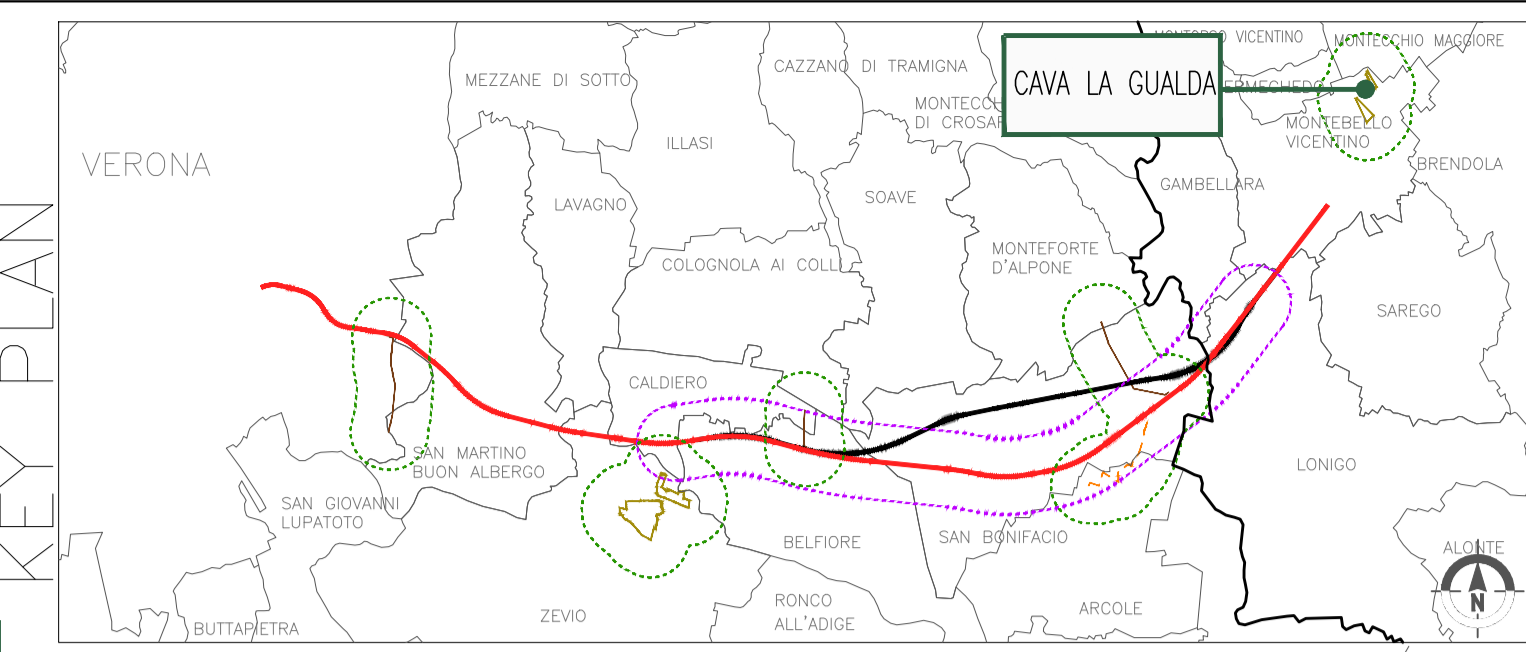 KEY PLAN
VERONA
MEZZANE DI SOTTO
CAZZANO DI TRAMIGNA
MONTECCH
DI CROSA
CAVA LA GUALDA
VICENTINO
MONTECCHIO MAGGIORE
MONTEBELLO
VICENTINO
BRENDOLA
ILLASI
LAVAGNO
SOAVE
GAMBELLARA
COLOGNOLA AI COLLI
MONTEFORTE
D'ALPONE
SAREGO
CALDIERO
SAN MARTINO
BUON ALBERGO
SAN GIOVANNI
LUPATOTO
LONIGO
BELFIORE
SAN BONIFACIO
ALONTE
N
ZEVIO
RONCO
ALL'ADIGE
ARCOLE
BUTTAPIETRA